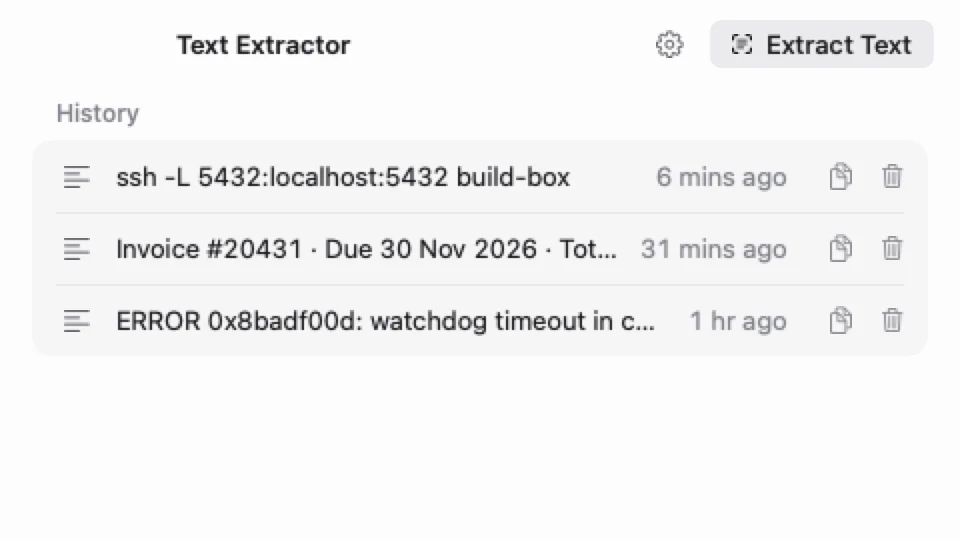 Text Extractor
Extract Text
History
ssh -L 5432:localhost:5432 build-box 6 mins ago
Invoice #20431 · Due 30 Nov 2026 · Tot... 31 mins ago
ERROR 0x8badf00d: watchdog timeout in c... 1 hr ago